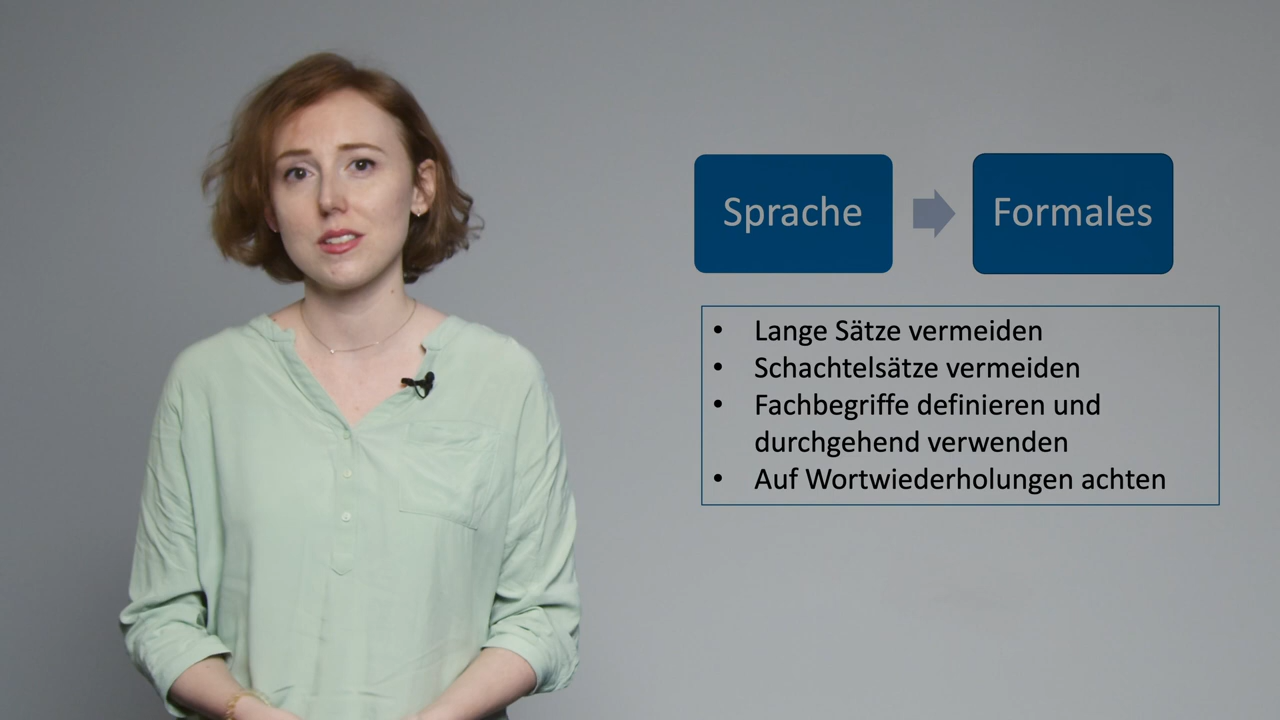 Sprache
Formales
• Lange Sätze vermeiden
• Schachtelsätze vermeiden
• Fachbegriffe definieren und
durchgehend verwenden
• Auf Wortwiederholungen achten